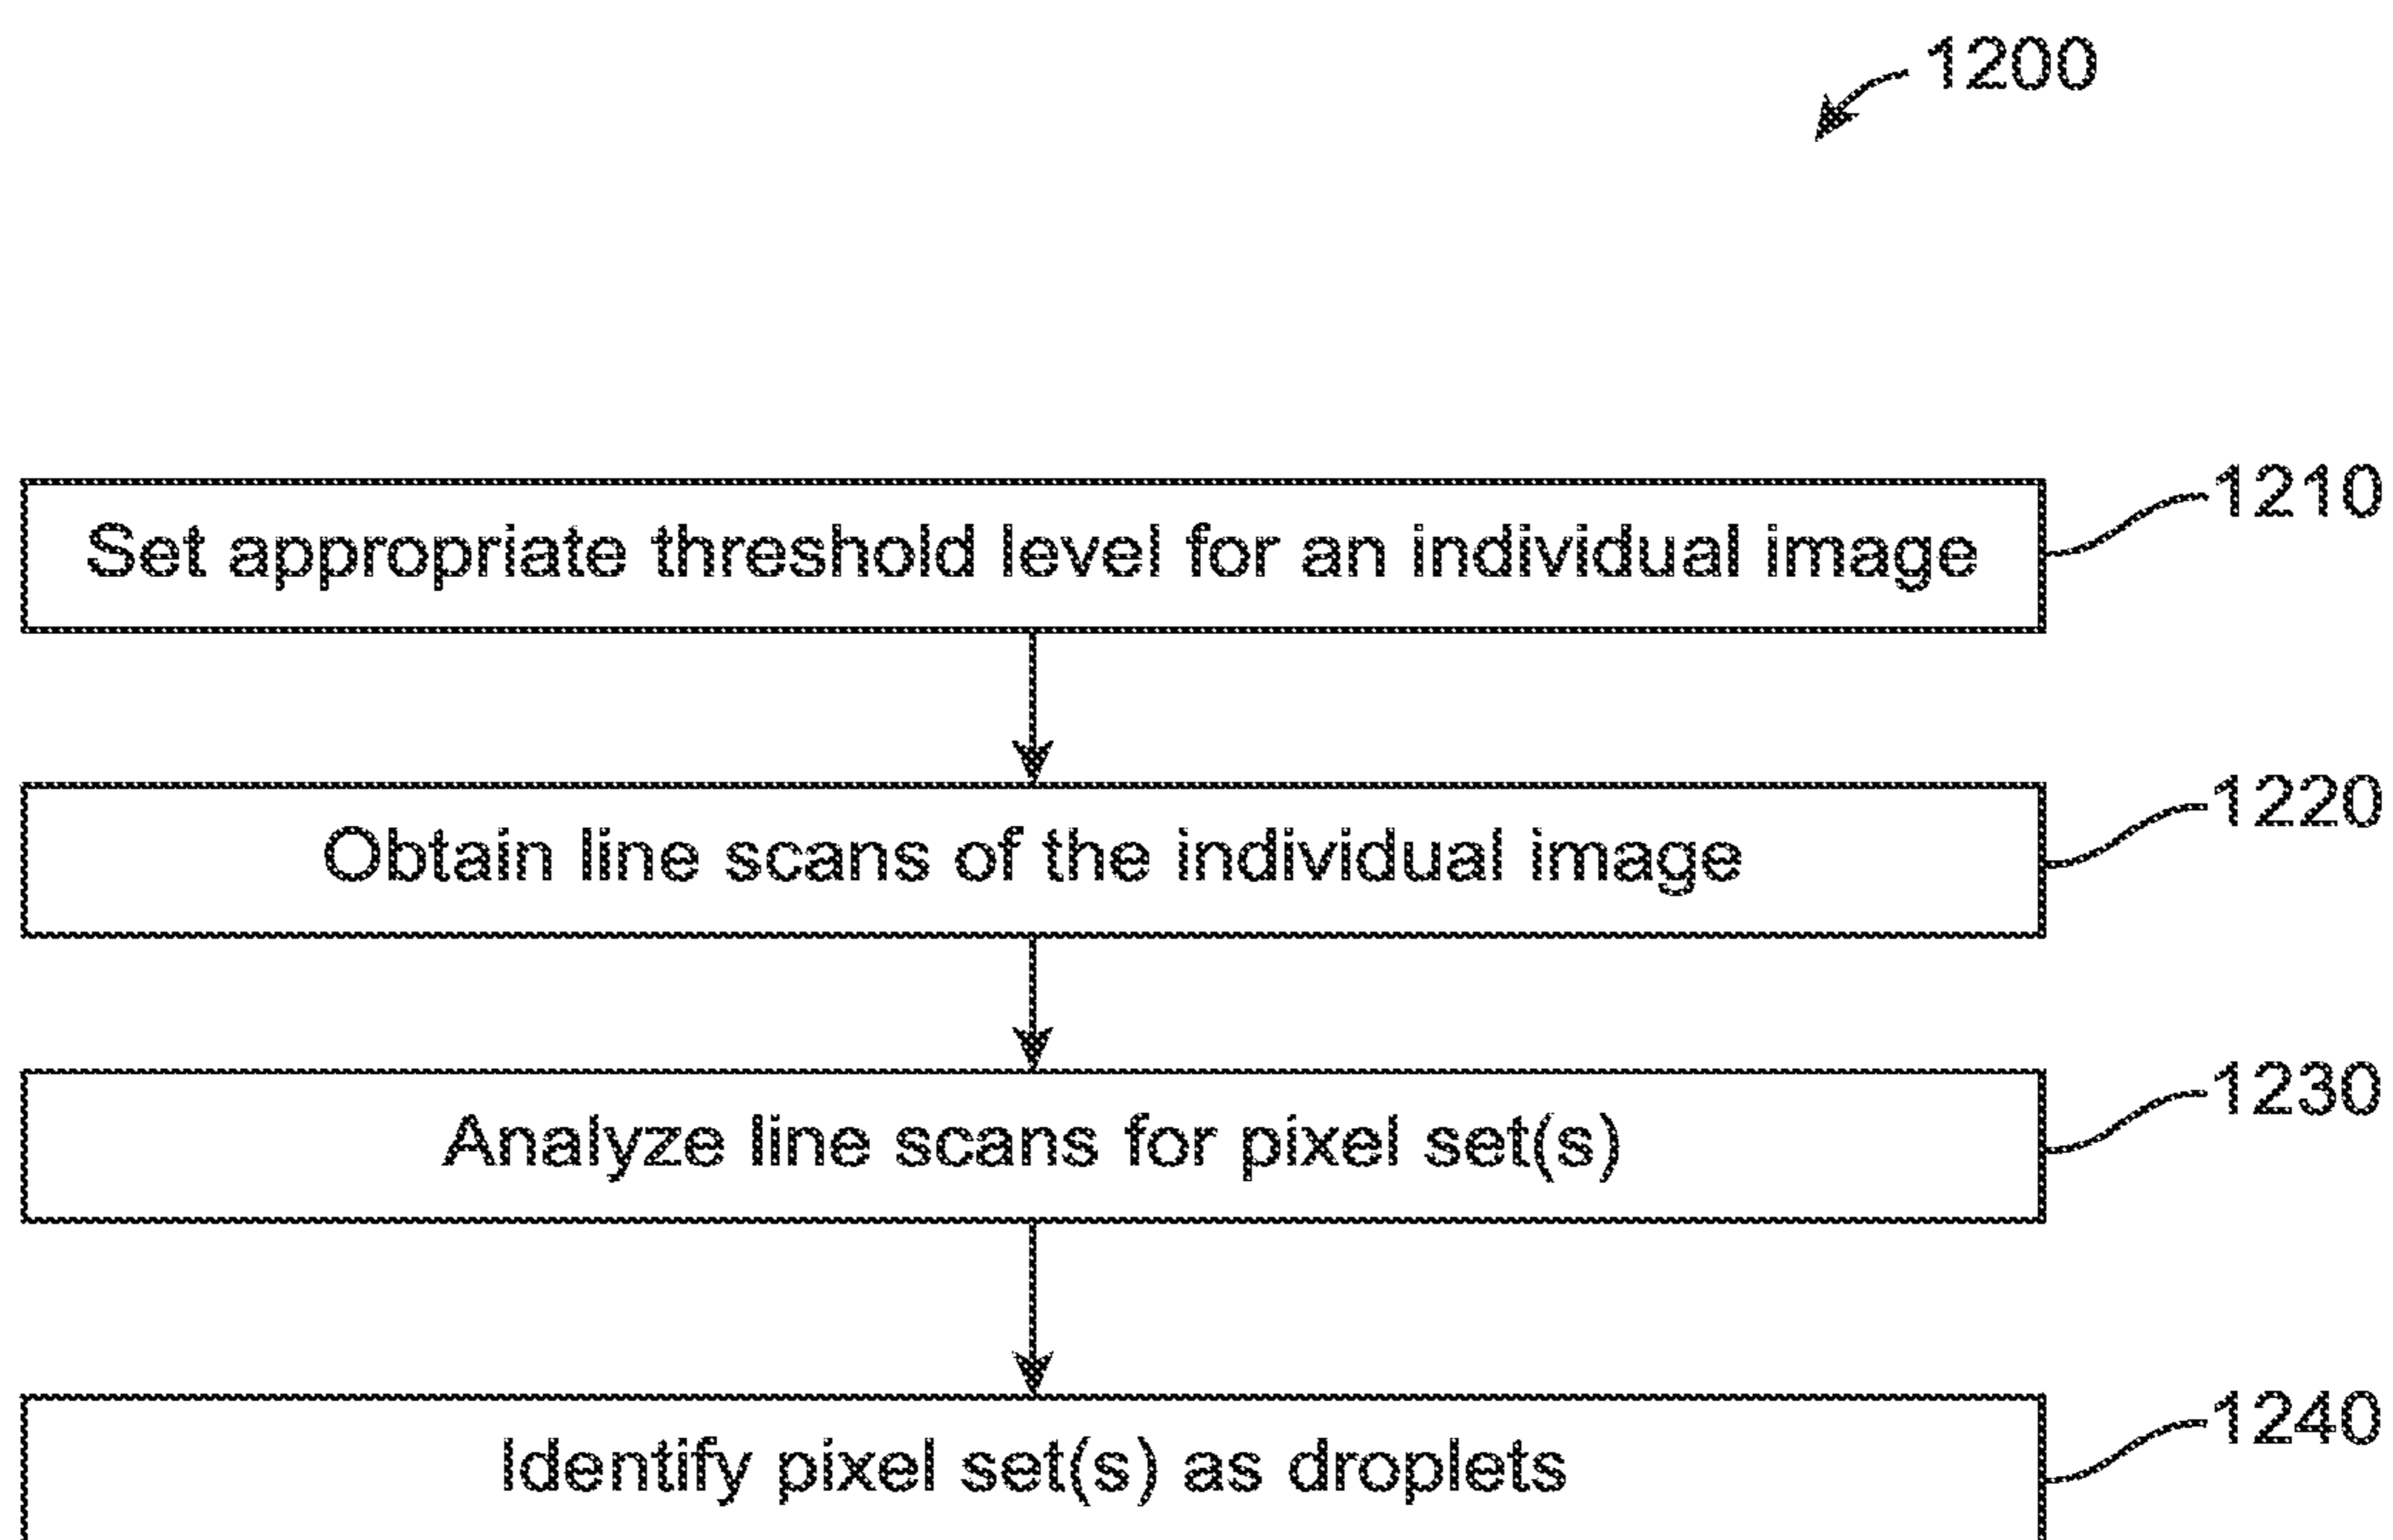 1200
Set appropriate threshold level for an individual image
1210
Obtain line scans of the individual image
1220
Analyze line scans for pixel set(s)
1230
Identify pixel set(s) as droplets
1240